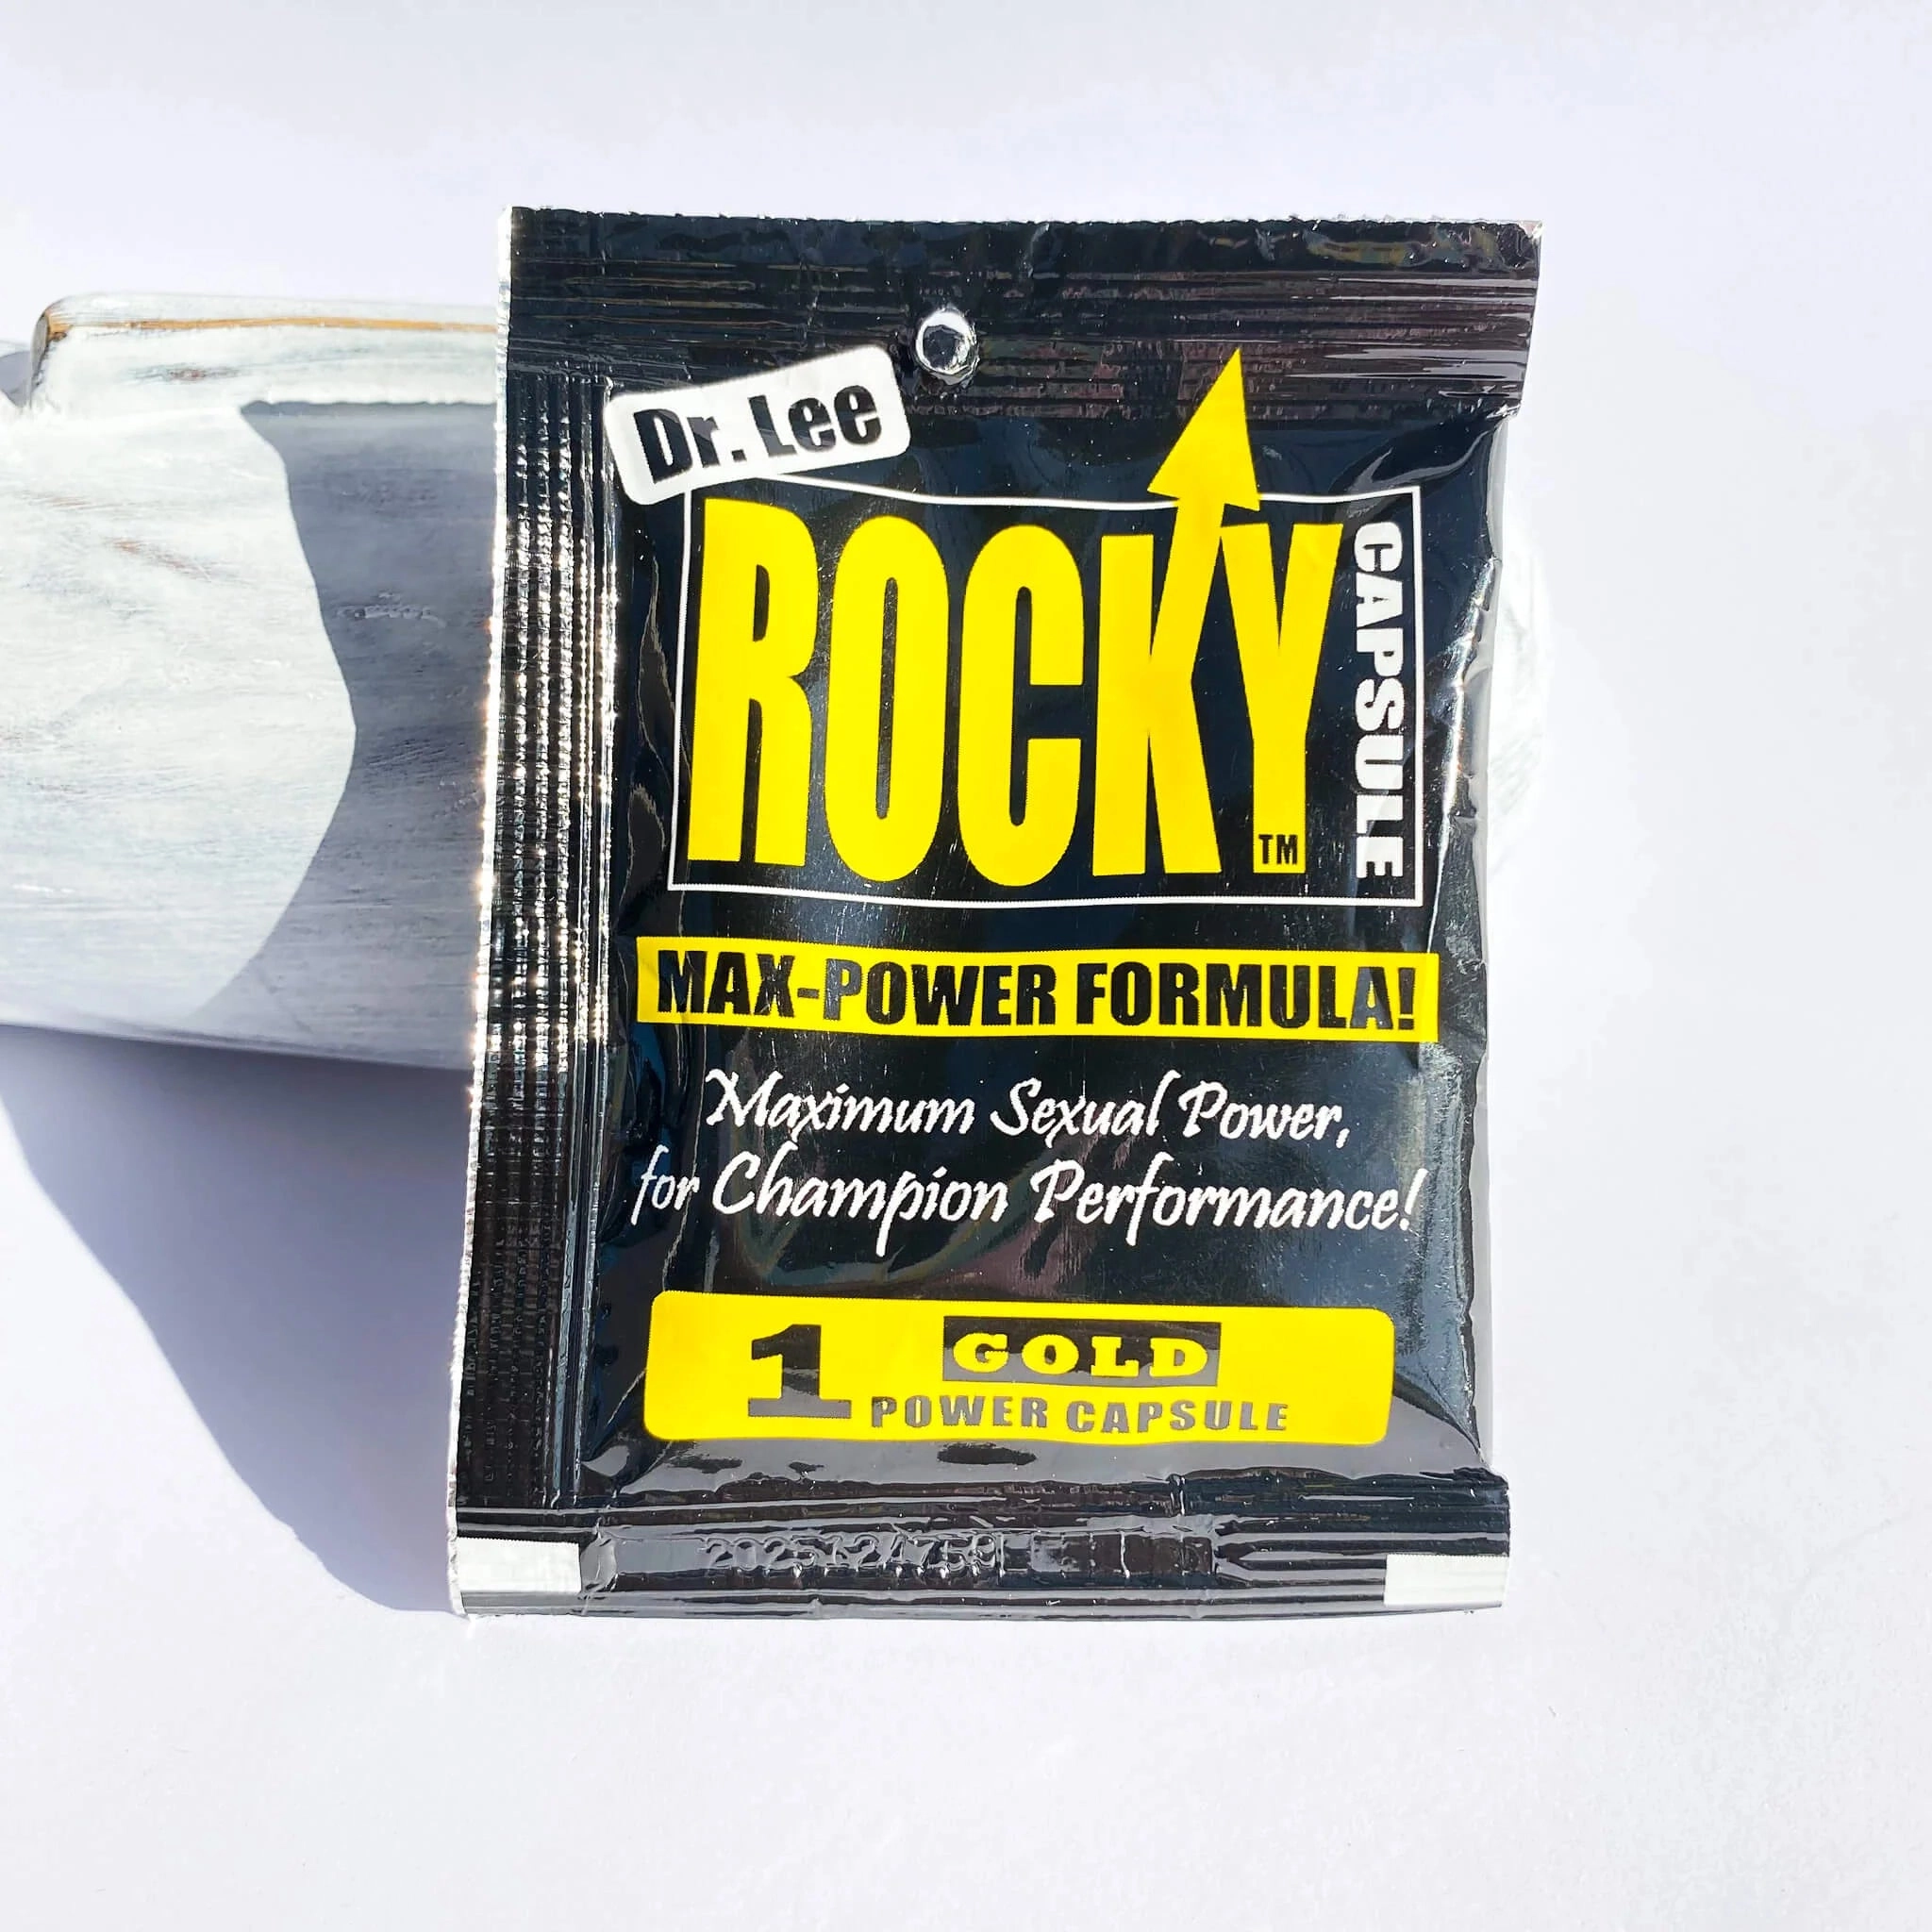 Dr. Lee
ROCKY
TM
CAPSULE
MAX-POWER FORMULA!
Maximum Sexual Power,
for Champion Performance!
1 GOLD
POWER CAPSULE